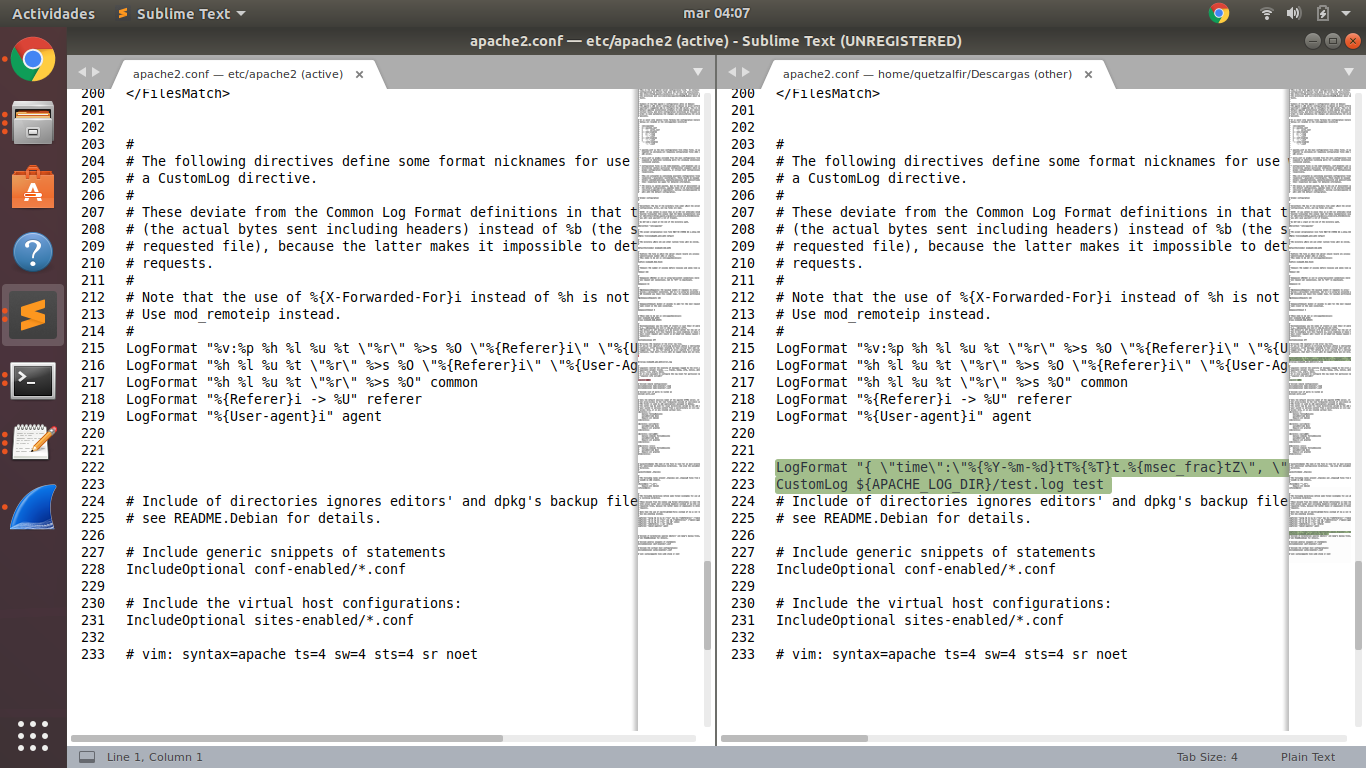 Actividades
Sublime Text
mar 04:07
apache2.conf — etc/apache2 (active) - Sublime Text (UNREGISTERED)
apache2.conf — etc/apache2 (active)
200 </FilesMatch>
201
202
203 #
204 # The following directives define some format nicknames for use
205 # a CustomLog directive.
206 #
207 # These deviate from the Common Log Format definitions in that t
208 # (the actual bytes sent including headers) instead of %b (the s
209 # requested file), because the latter makes it impossible to det
210 # requests.
211 #
212 # Note that the use of %{X-Forwarded-For}i instead of %h is not
213 # Use mod_remoteip instead.
214 #
215 LogFormat "%v:%p %h %l %u %t \"%r\" %>s %O \"%{Referer}i\" \"%{U
216 LogFormat "%h %l %u %t \"%r\" %>s %O \"%{Referer}i\" \"%{User-Ag
217 LogFormat "%h %l %u %t \"%r\" %>s %O" common
218 LogFormat "%{Referer}i -> %U" referer
219 LogFormat "%{User-agent}i" agent
220
221
222
223
224 # Include of directories ignores editors' and dpkg's backup file
225 # see README.Debian for details.
226
227 # Include generic snippets of statements
228 IncludeOptional conf-enabled/*.conf
229
230 # Include the virtual host configurations:
231 IncludeOptional sites-enabled/*.conf
232
233 # vim: syntax=apache ts=4 sw=4 sts=4 sr noet
apache2.conf — home/quetzalfir/Descargas (other)
200 </FilesMatch>
201
202
203 #
204 # The following directives define some format nicknames for use
205 # a CustomLog directive.
206 #
207 # These deviate from the Common Log Format definitions in that t
208 # (the actual bytes sent including headers) instead of %b (the s
209 # requested file), because the latter makes it impossible to det
210 # requests.
211 #
212 # Note that the use of %{X-Forwarded-For}i instead of %h is not
213 # Use mod_remoteip instead.
214 #
215 LogFormat "%v:%p %h %l %u %t \"%r\" %>s %O \"%{Referer}i\" \"%{U
216 LogFormat "%h %l %u %t \"%r\" %>s %O \"%{Referer}i\" \"%{User-Ag
217 LogFormat "%h %l %u %t \"%r\" %>s %O" common
218 LogFormat "%{Referer}i -> %U" referer
219 LogFormat "%{User-agent}i" agent
220
221
222 LogFormat "{ \"time\":\"%{%Y-%m-%d}tT%{%T}t.%{msec_frac}tZ\", \"
223 CustomLog ${APACHE_LOG_DIR}/test.log test
224 # Include of directories ignores editors' and dpkg's backup file
225 # see README.Debian for details.
226
227 # Include generic snippets of statements
228 IncludeOptional conf-enabled/*.conf
229
230 # Include the virtual host configurations:
231 IncludeOptional sites-enabled/*.conf
232
233 # vim: syntax=apache ts=4 sw=4 sts=4 sr noet
Line 1, Column 1
Tab Size: 4
Plain Text